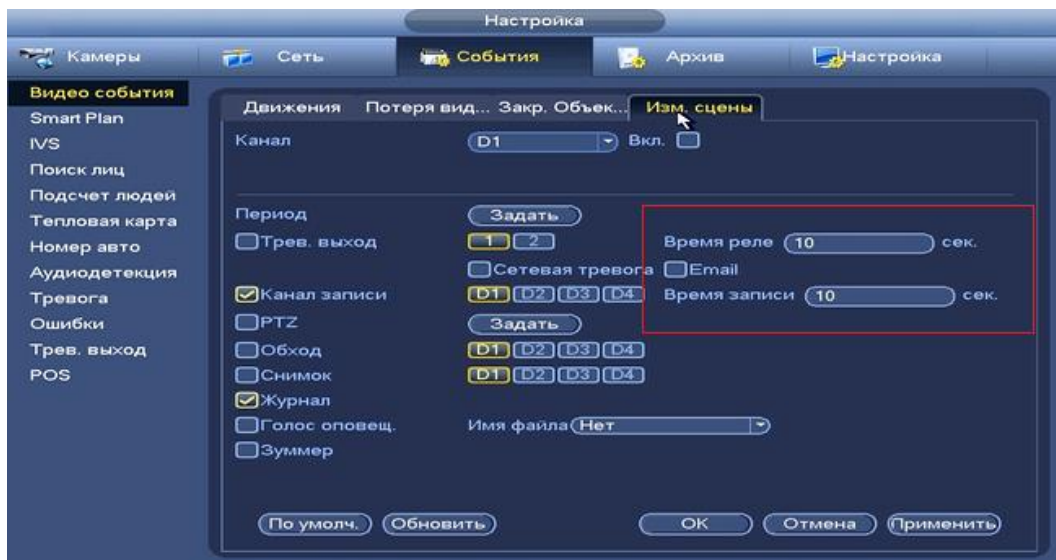 Настройка
Камеры Сеть События Архив Настройка
Видео события
Smart Plan
IVS
Поиск лиц
Подсчет людей
Тепловая карта
Номер авто
Аудиодетекция
Тревога
Ошибки
Трев. выход
POS
Движения Потеря вид... Закр. Объек... Изм. сцены
Канал D1 Вкл.
Период Задать
Трев. выход 1 2 Время реле 10 сек.
Сетевая тревога Email
Канал записи D1 D2 D3 D4 Время записи 10 сек.
PTZ Задать
Обход D1 D2 D3 D4
Снимок D1 D2 D3 D4
Журнал
Голос оповещ. Имя файла Нет
Зуммер
По умолч. Обновить ОК Отмена Применить